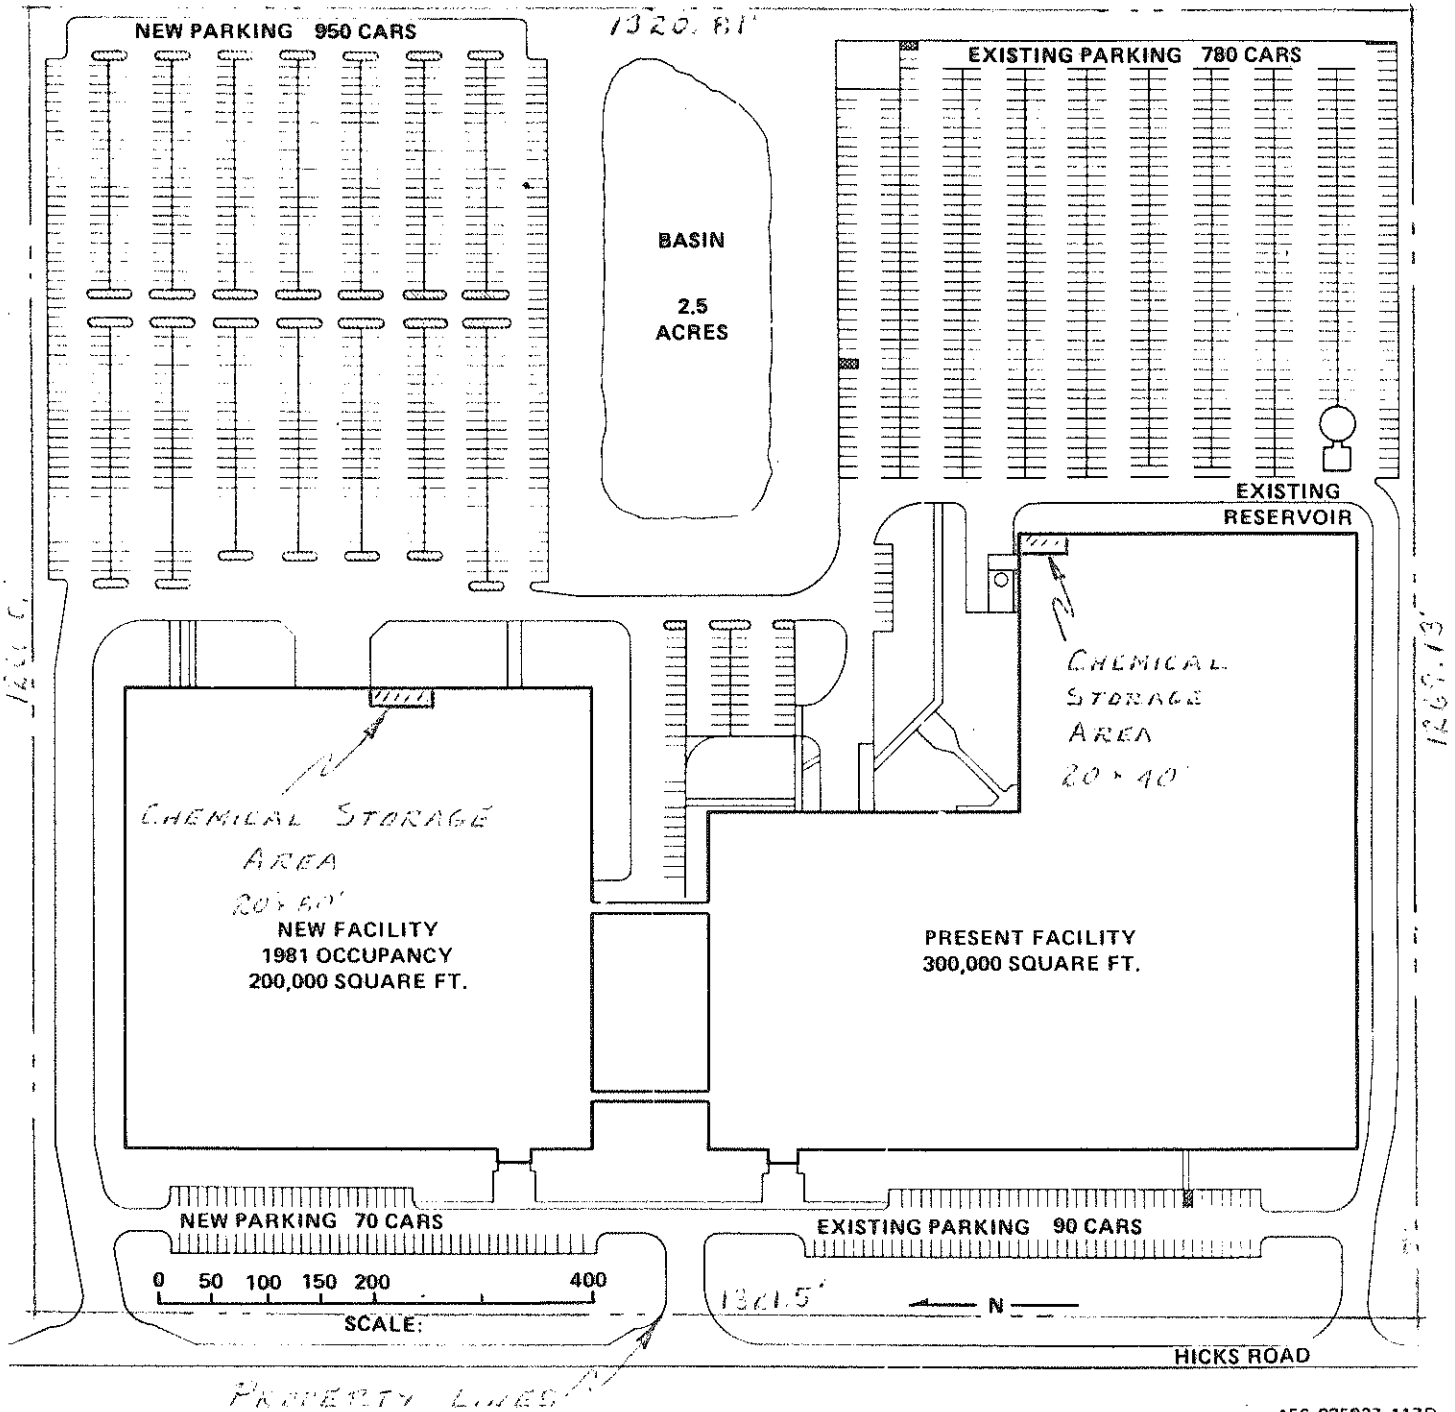 1320.81'
NEW PARKING 950 CARS
EXISTING PARKING 780 CARS
BASIN
2.5
ACRES
EXISTING
RESERVOIR
CHEMICAL
STORAGE
AREA
20 x 40'
1269.13'
CHEMICAL STORAGE
AREA
NEW FACILITY
1981 OCCUPANCY
200,000 SQUARE FT.
PRESENT FACILITY
300,000 SQUARE FT.
NEW PARKING 70 CARS
EXISTING PARKING 90 CARS
0 50 100 150 200 400
SCALE:
1321.5'
N
HICKS ROAD
PROPERTY LINES